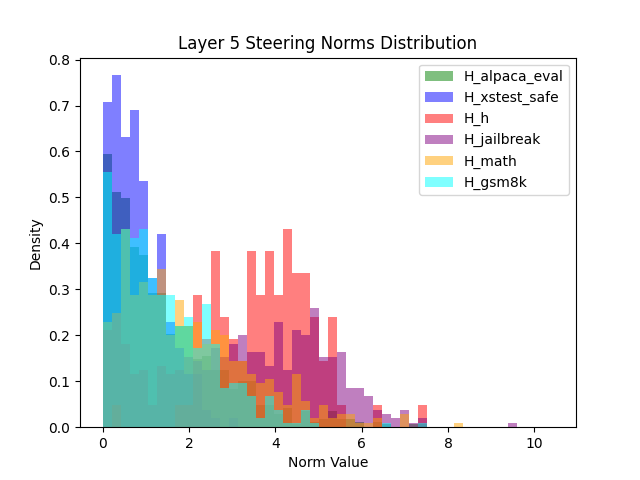 Layer 5 Steering Norms Distribution
0.8
0.7
0.6
0.5
0.4
0.3
0.2
0.1
0.0
Density
H_alpaca_eval
H_xstest_safe
H_h
H_jailbreak
H_math
H_gsm8k
0 2 4 6 8 10
Norm Value